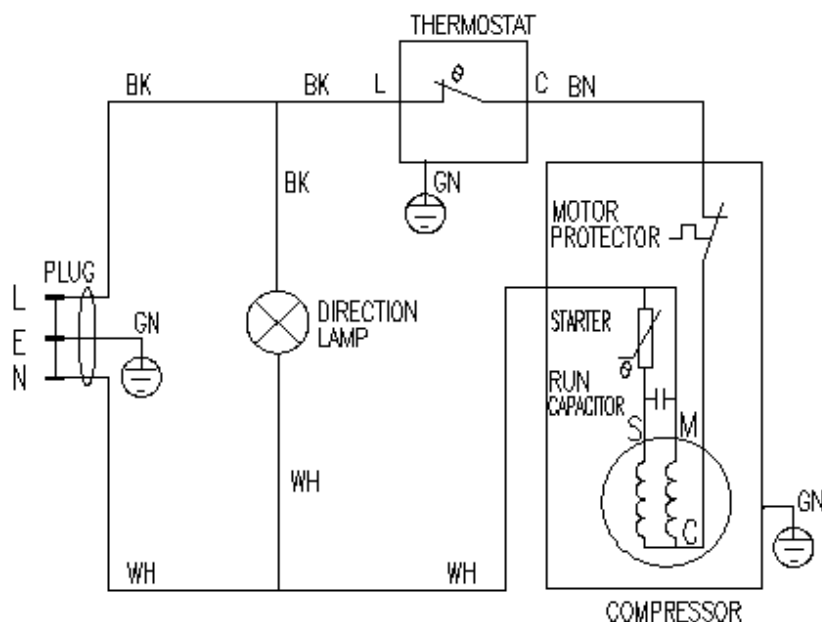 THERMOSTAT
BK
BK
L
θ
C
BN
BK
GN
MOTOR
PROTECTOR
PLUG
L
GN
E
N
DIRECTION
LAMP
STARTER
θ
RUN
CAPACITOR
S
M
WH
C
GN
WH
WH
COMPRESSOR